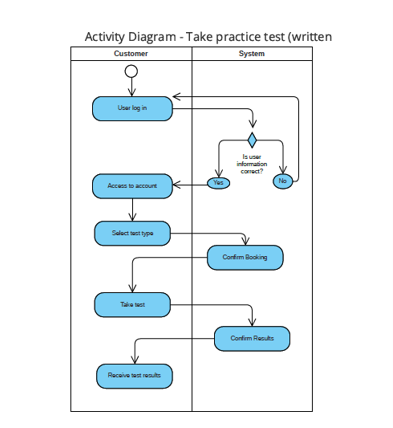 Activity Diagram - Take practice test (written
Customer
System
User log in
Is user
information
correct?
Yes
No
Access to account
Select test type
Confirm Booking
Take test
Confirm Results
Receive test results